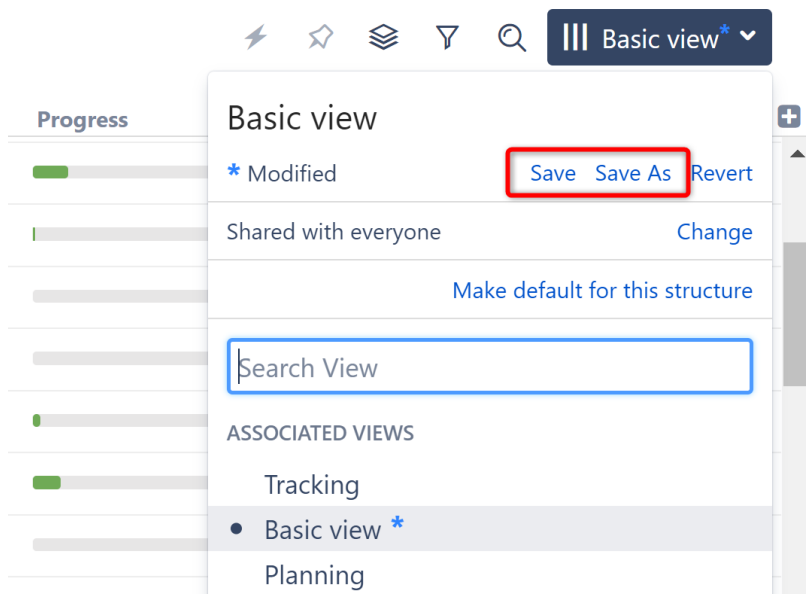 Basic view*
Progress
Basic view
* Modified Save Save As Revert
Shared with everyone Change
Make default for this structure
Search View
ASSOCIATED VIEWS
Tracking
Basic view *
Planning